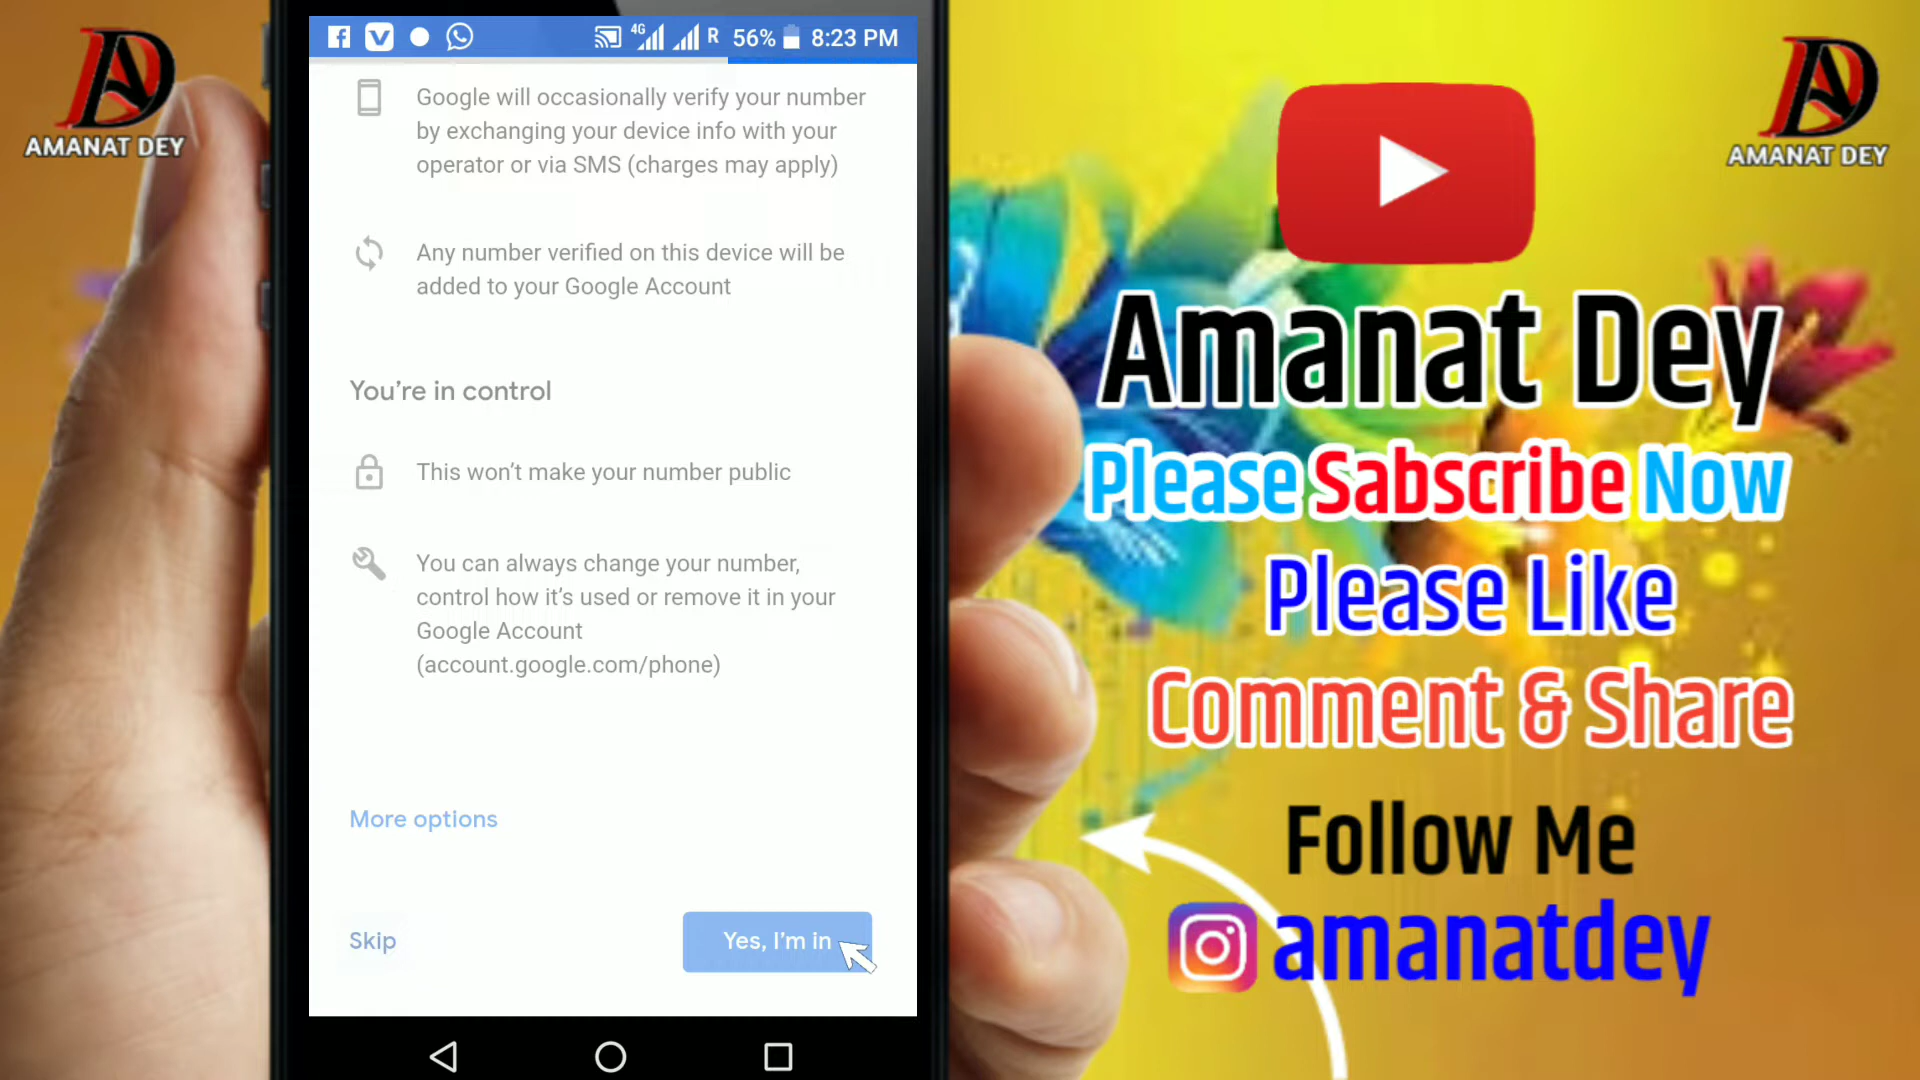 AMANAT DEY
4G
R
56%
8:23 PM
Google will occasionally verify your number
by exchanging your device info with your
operator or via SMS (charges may apply)
Any number verified on this device will be
added to your Google Account
You’re in control
This won’t make your number public
You can always change your number,
control how it’s used or remove it in your
Google Account
(account.google.com/phone)
More options
Skip
Yes, I’m in
AMANAT DEY
Amanat Dey
Please Sabscribe Now
Please Like
Comment & Share
Follow Me
amanatdey